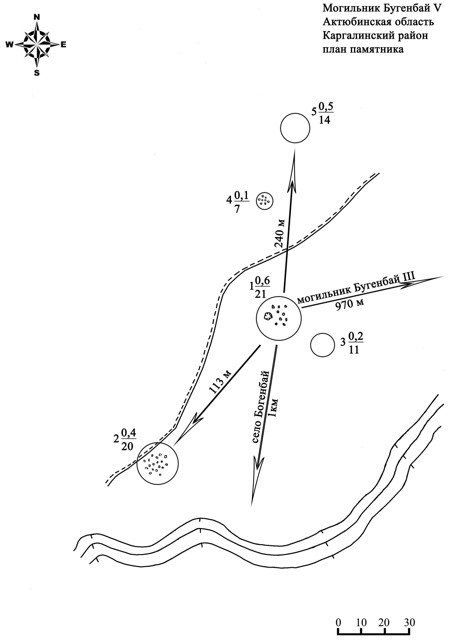 Могильник Бугенбай V
Актюбинская область
Каргалинский район
план памятника
N
W E
S
5 0,5
14
4 0,1
7
240 м
1 0,6
21
могильник Бугенбай III
970 м
3 0,2
11
113 м
село Богенбай
1км
2 0,4
20
0 10 20 30